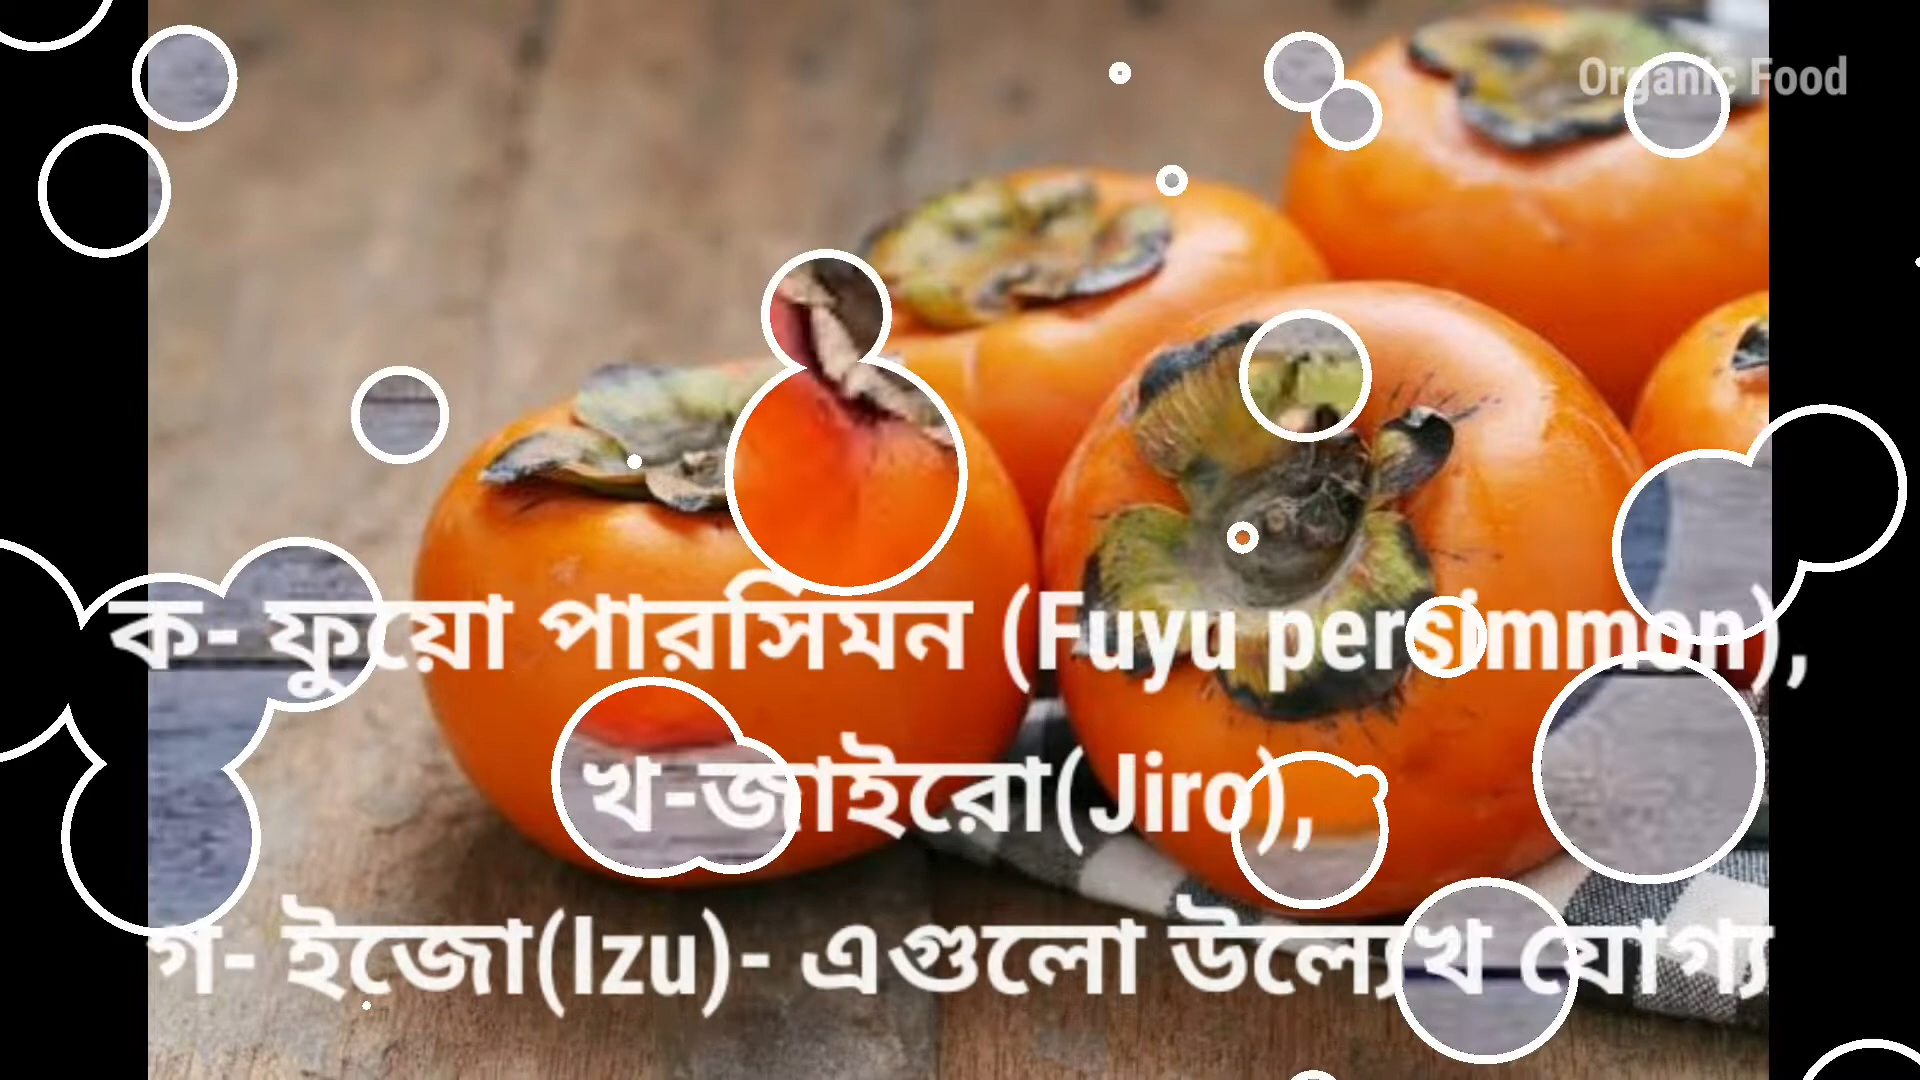 Organic Food
ক- ফুয়ো পারসিমন (Fuyu persimmon),
খ-জাইরো(Jiro),
গ- ইজো(Izu)- এগুলো উল্যেখ যোগ্য